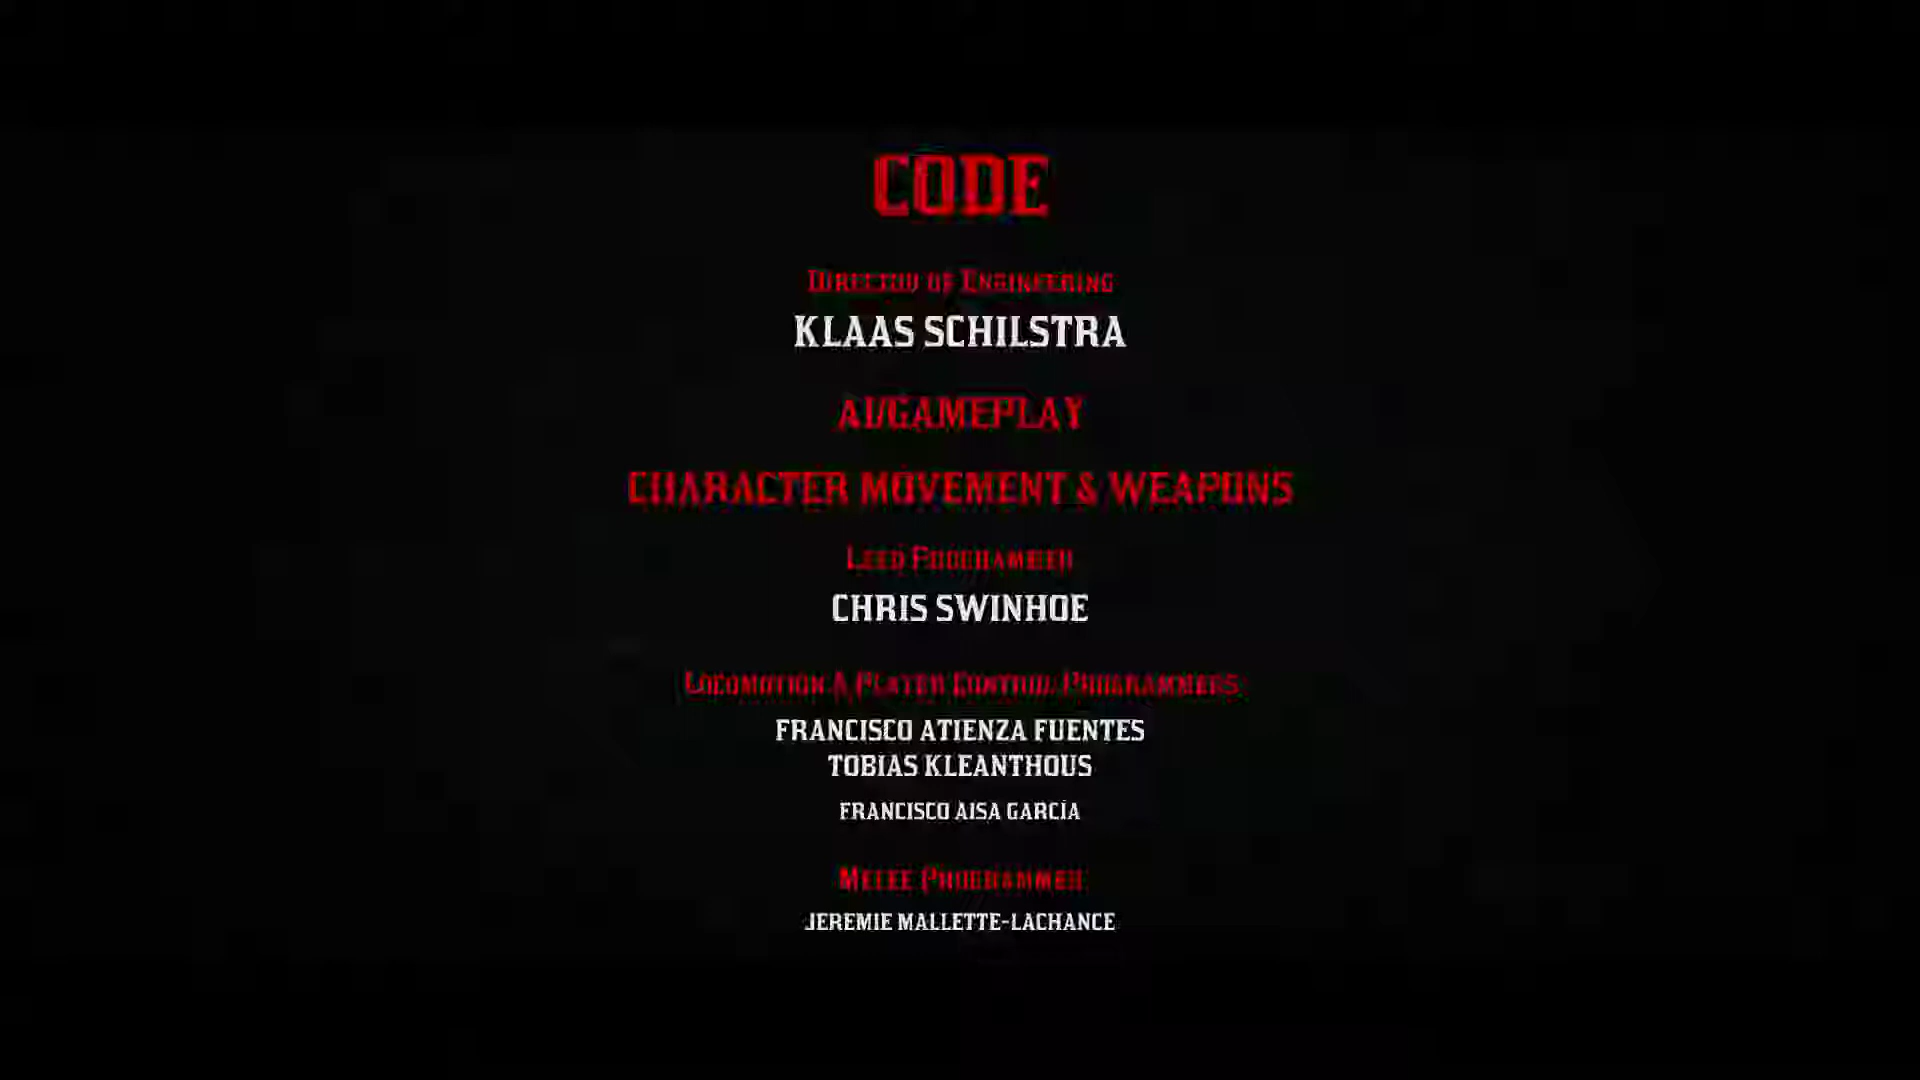 CODE
DIRECTOR OF ENGINEERING
KLAAS SCHILSTRA
AI/GAMEPLAY
CHARACTER MOVEMENT & WEAPONS
LEAD PROGRAMMER
CHRIS SWINHOE
LOCOMOTION & PLAYER CONTROL PROGRAMMERS
FRANCISCO ATIENZA FUENTES
TOBIAS KLEANTHOUS
FRANCISCO AISA GARCÍA
MELEE PROGRAMMER
JEREMIE MALLETTE-LACHANCE